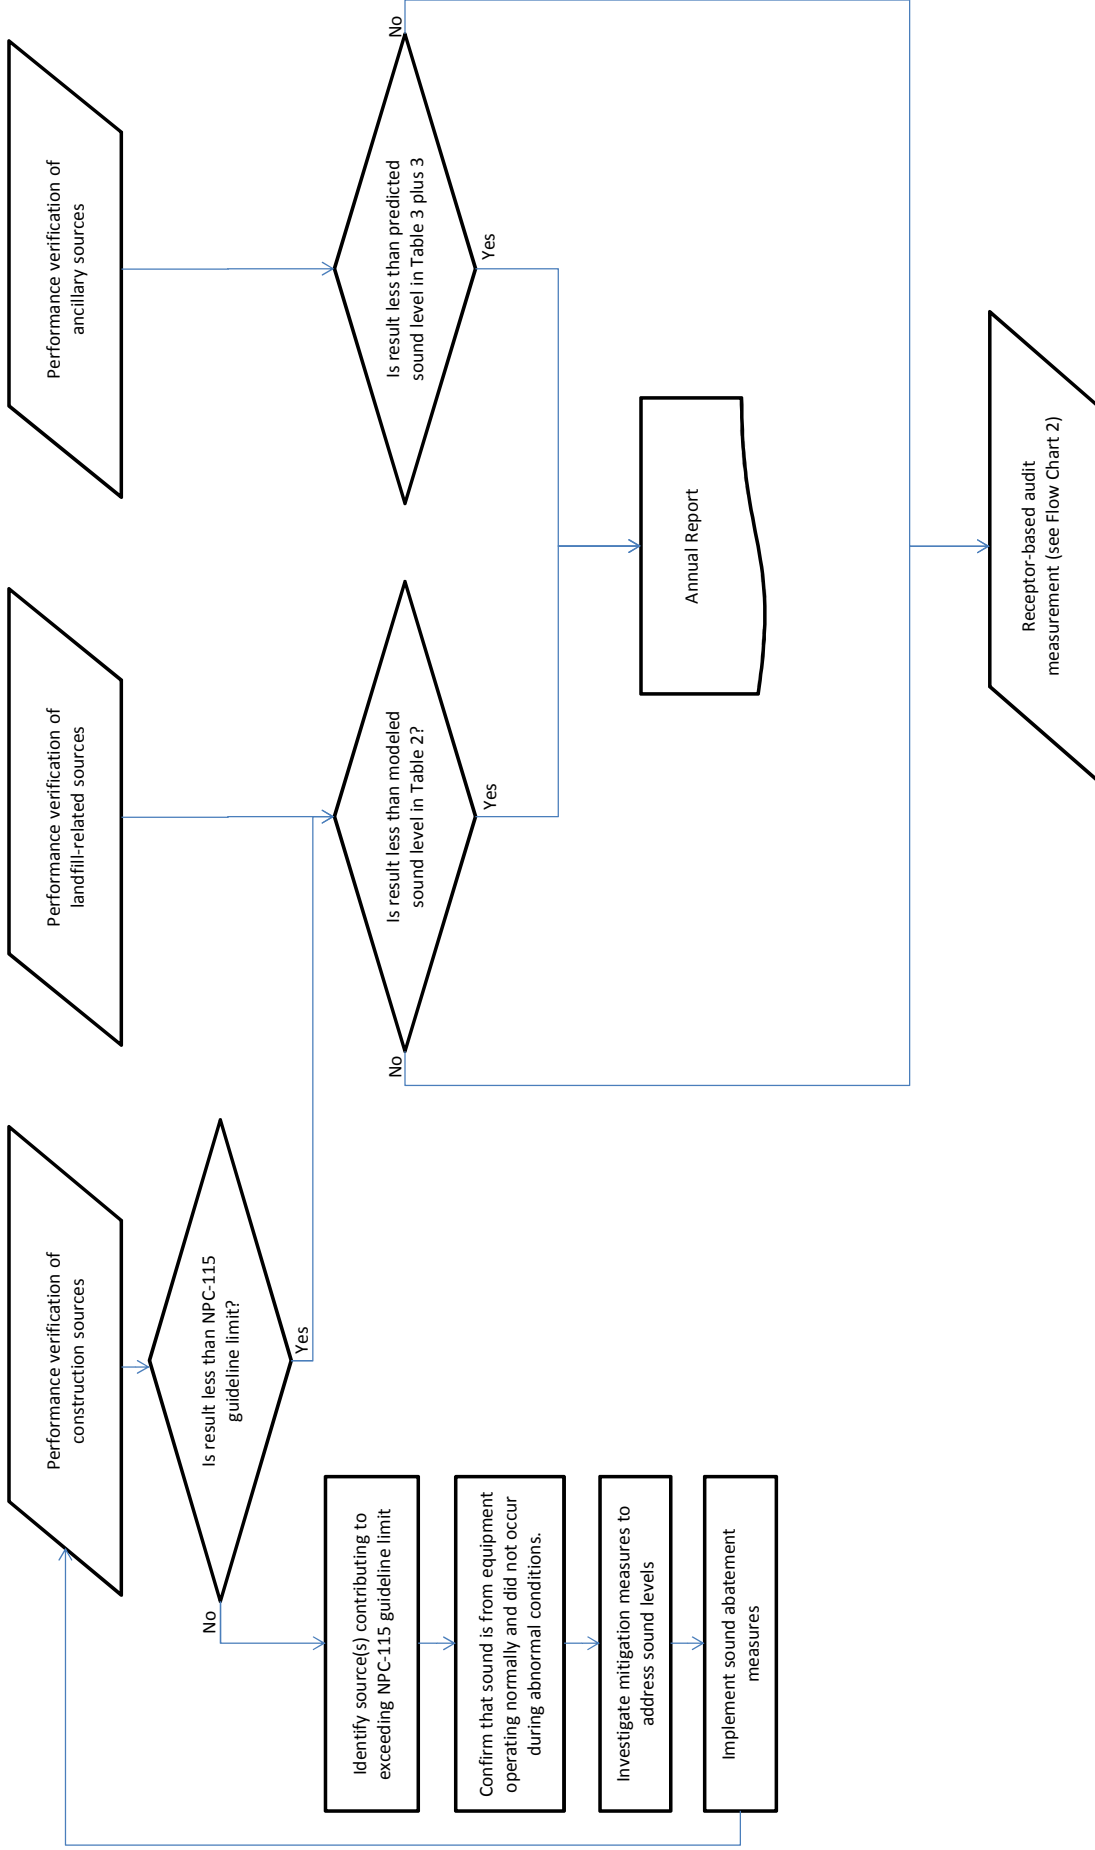 Performance verification of
construction sources
Performance verification of
landfill-related sources
Performance verification of
ancillary sources
Is result less than NPC-115
guideline limit?
No
Yes
Is result less than modeled
sound level in Table 2?
No
Yes
Is result less than predicted
sound level in Table 3 plus 3
No
Yes
Identify source(s) contributing to
exceeding NPC-115 guideline limit
Confirm that sound is from equipment
operating normally and did not occur
during abnormal conditions.
Investigate mitigation measures to
address sound levels
Implement sound abatement
measures
Annual Report
Receptor-based audit
measurement (see Flow Chart 2)